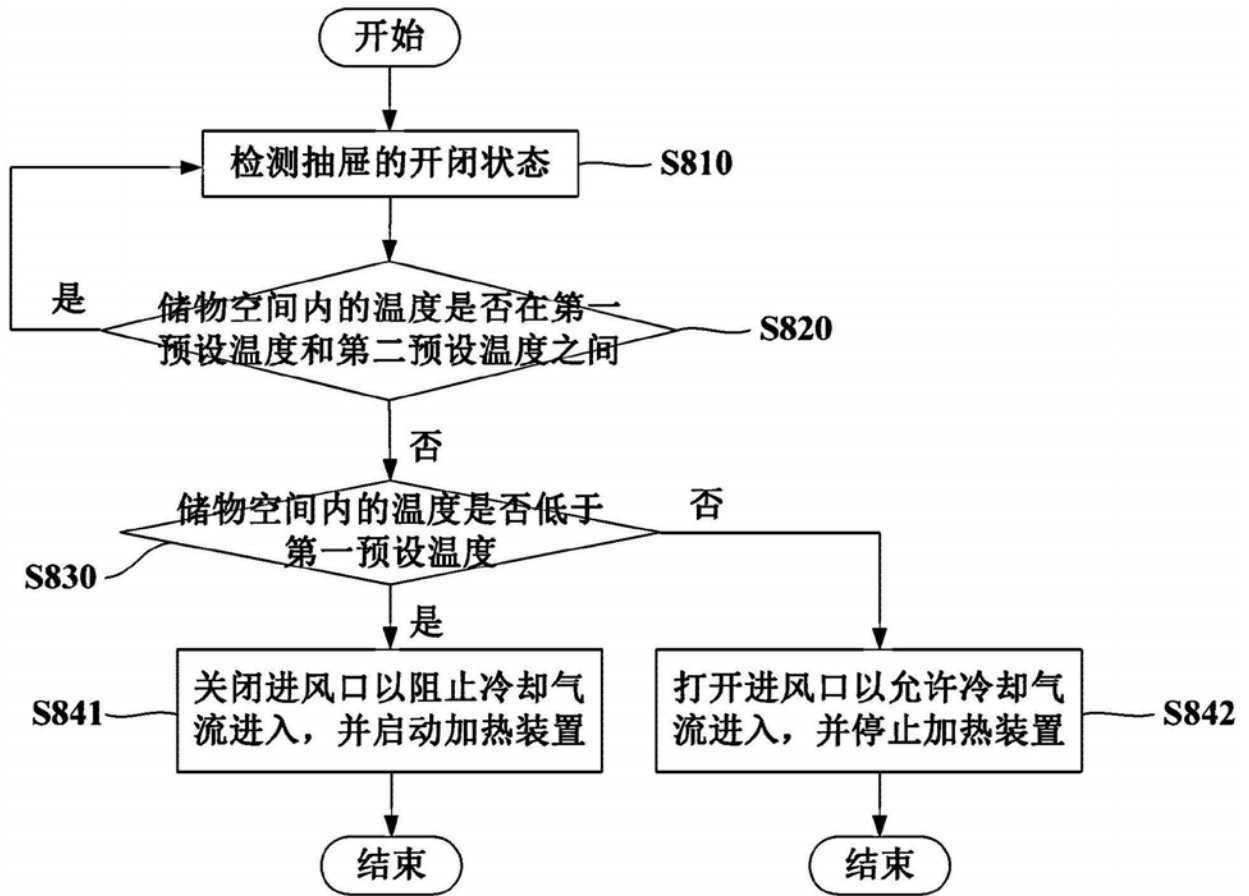 开始
检测抽屉的开闭状态
S810
是
储物空间内的温度是否在第一
预设温度和第二预设温度之间
S820
否
储物空间内的温度是否低于
第一预设温度
否
S830
是
关闭进风口以阻止冷却气
流进入，并启动加热装置
S841
打开进风口以允许冷却气
流进入，并停止加热装置
S842
结束
结束